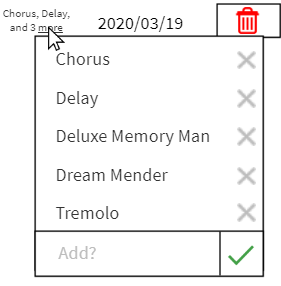 Chorus, Delay,
and 3 more
2020/03/19
Chorus
Delay
Deluxe Memory Man
Dream Mender
Tremolo
Add?